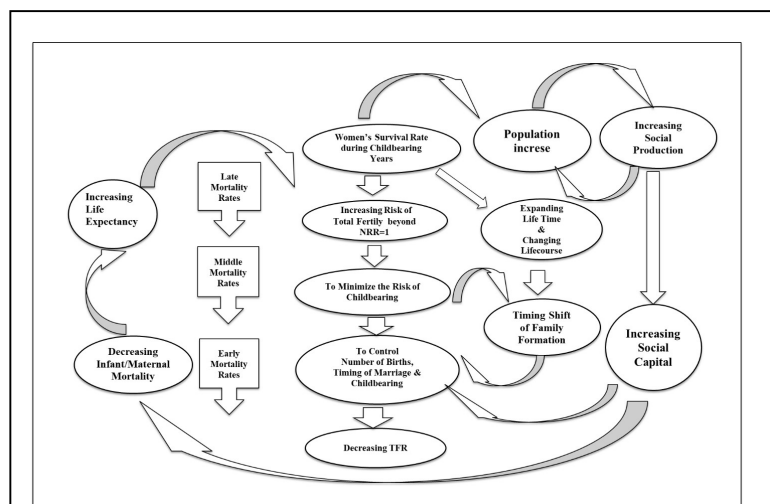 Women's Survival Rate
during Childbearing
Years
Population
increse
Increasing
Social
Production
Late
Mortality
Rates
Increasing
Life
Expectancy
Increasing Risk of
Total Fertily beyond
NRR=1
Expanding
Life Time
&
Changing
Lifecourse
Middle
Mortality
Rates
To Minimize the Risk of
Childbearing
Timing Shift
of Family
Formation
Increasing
Social
Capital
Decreasing
Infant/Maternal
Mortality
Early
Mortality
Rates
To Control
Number of Births,
Timing of Marriage &
Childbearing
Decreasing TFR